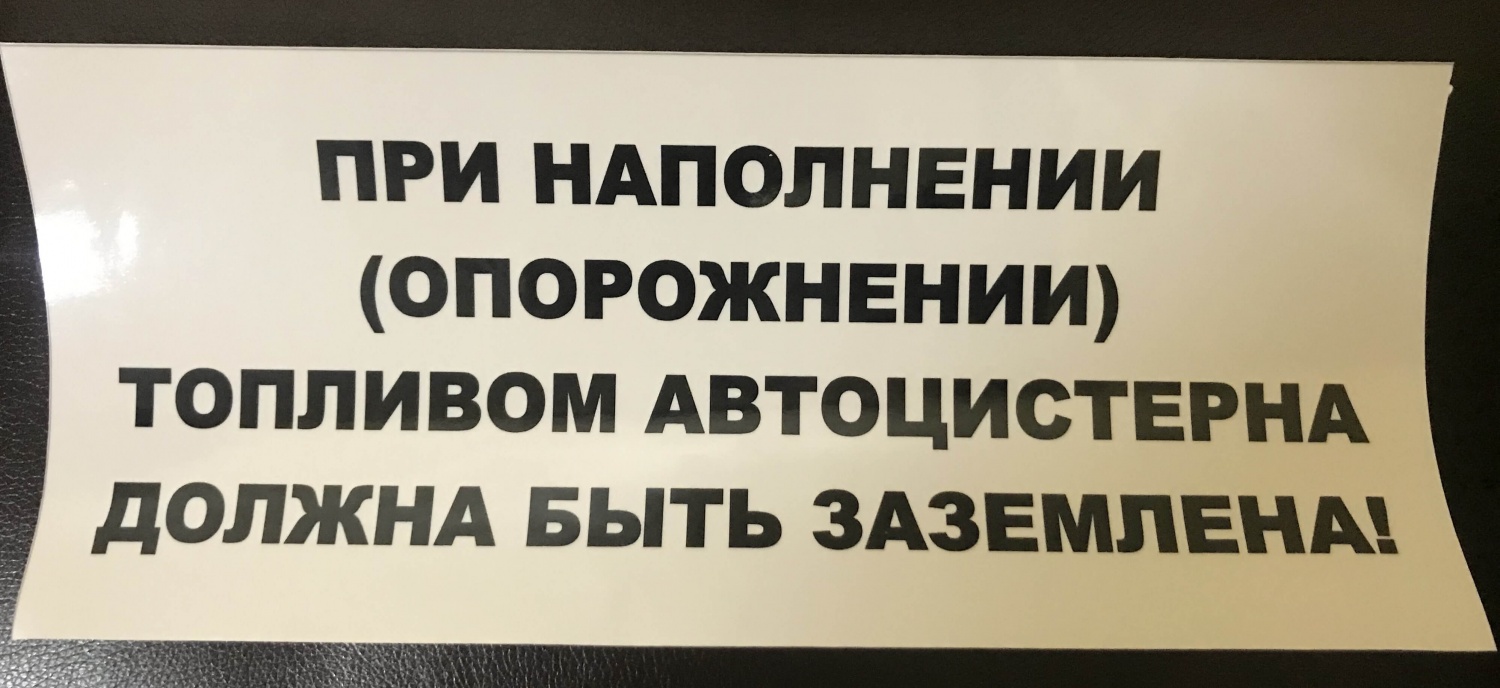 ПРИ НАПОЛНЕНИИ
(ОПОРОЖНЕНИИ)
ТОПЛИВОМ АВТОЦИСТЕРНА
ДОЛЖНА БЫТЬ ЗАЗЕМЛЕНА!